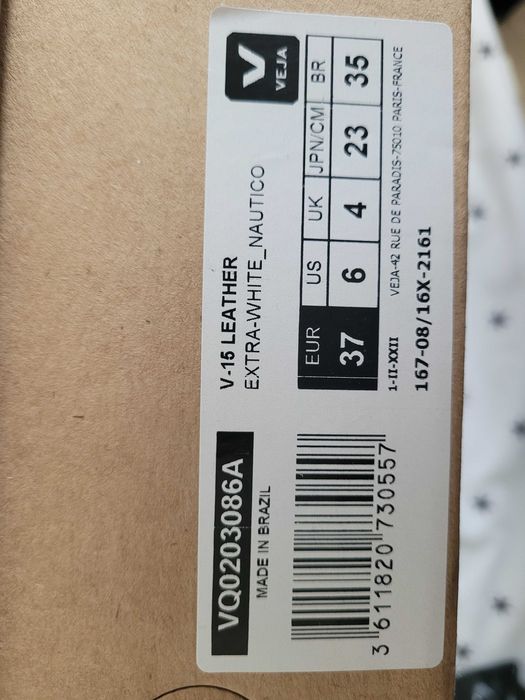 VQ0203086A
MADE IN BRAZIL
3 611820 730557
V-15 LEATHER
EXTRA-WHITE_NAUTICO
V
VEJA
EUR US UK JPN/CM BR
37 6 4 23 35
1-II-XXII VEJA-42 RUE DE PARADIS-75010 PARIS-FRANCE
167-08/16X-2161